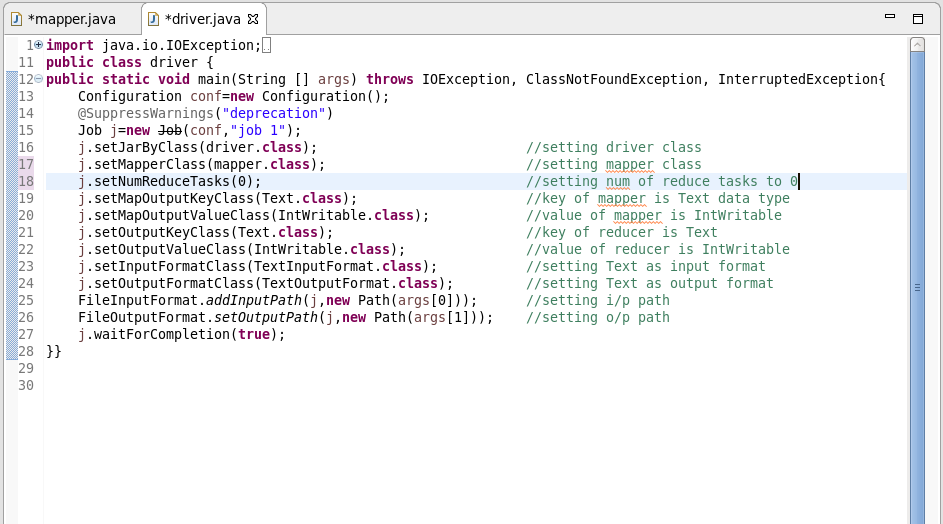 *mapper.java *driver.java
1 import java.io.IOException;
11 public class driver {
12 public static void main(String [] args) throws IOException, ClassNotFoundException, InterruptedException{
13 Configuration conf=new Configuration();
14 @SuppressWarnings("deprecation")
15 Job j=new Job(conf,"job 1");
16 j.setJarByClass(driver.class); //setting driver class
17 j.setMapperClass(mapper.class); //setting mapper class
18 j.setNumReduceTasks(0); //setting num of reduce tasks to 0
19 j.setMapOutputKeyClass(Text.class); //key of mapper is Text data type
20 j.setMapOutputValueClass(IntWritable.class); //value of mapper is IntWritable
21 j.setOutputKeyClass(Text.class); //key of reducer is Text
22 j.setOutputValueClass(IntWritable.class); //value of reducer is IntWritable
23 j.setInputFormatClass(TextInputFormat.class); //setting Text as input format
24 j.setOutputFormatClass(TextOutputFormat.class); //setting Text as output format
25 FileInputFormat.addInputPath(j,new Path(args[0])); //setting i/p path
26 FileOutputFormat.setOutputPath(j,new Path(args[1])); //setting o/p path
27 j.waitForCompletion(true);
28 }}
29
30